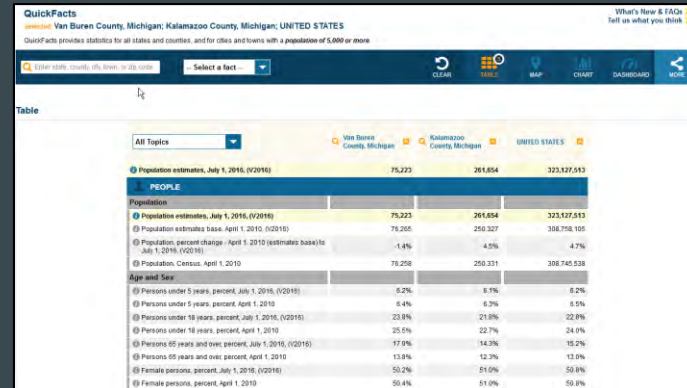 QuickFacts
What's New & FAQs
selected: Van Buren County, Michigan; Kalamazoo County, Michigan; UNITED STATES
Tell us what you think
QuickFacts provides statistics for all states and counties, and for cities and towns with a population of 5,000 or more.
Enter state, county, city, town, or zip code
-- Select a fact --
CLEAR
TABLE
MAP
CHART
DASHBOARD
MORE
Table
All Topics
Van Buren County, Michigan
Kalamazoo County, Michigan
UNITED STATES
Population estimates, July 1, 2016, (V2016) 75,223 261,654 323,127,513
PEOPLE
Population
Population estimates, July 1, 2016, (V2016) 75,223 261,654 323,127,513
Population estimates base, April 1, 2010, (V2016) 76,265 250,327 308,758,105
Population, percent change - April 1, 2010 (estimates base) to July 1, 2016, (V2016) -1.4% 4.5% 4.7%
Population, Census, April 1, 2010 76,258 250,331 308,745,538
Age and Sex
Persons under 5 years, percent, July 1, 2016, (V2016) 6.2% 6.1% 6.2%
Persons under 5 years, percent, April 1, 2010 6.4% 6.3% 6.5%
Persons under 18 years, percent, July 1, 2016, (V2016) 23.8% 21.8% 22.8%
Persons under 18 years, percent, April 1, 2010 25.5% 22.7% 24.0%
Persons 65 years and over, percent, July 1, 2016, (V2016) 17.0% 14.3% 15.2%
Persons 65 years and over, percent, April 1, 2010 13.8% 12.3% 13.0%
Female persons, percent, July 1, 2016, (V2016) 50.2% 51.0% 50.8%
Female persons, percent, April 1, 2010 50.4% 51.0% 50.8%